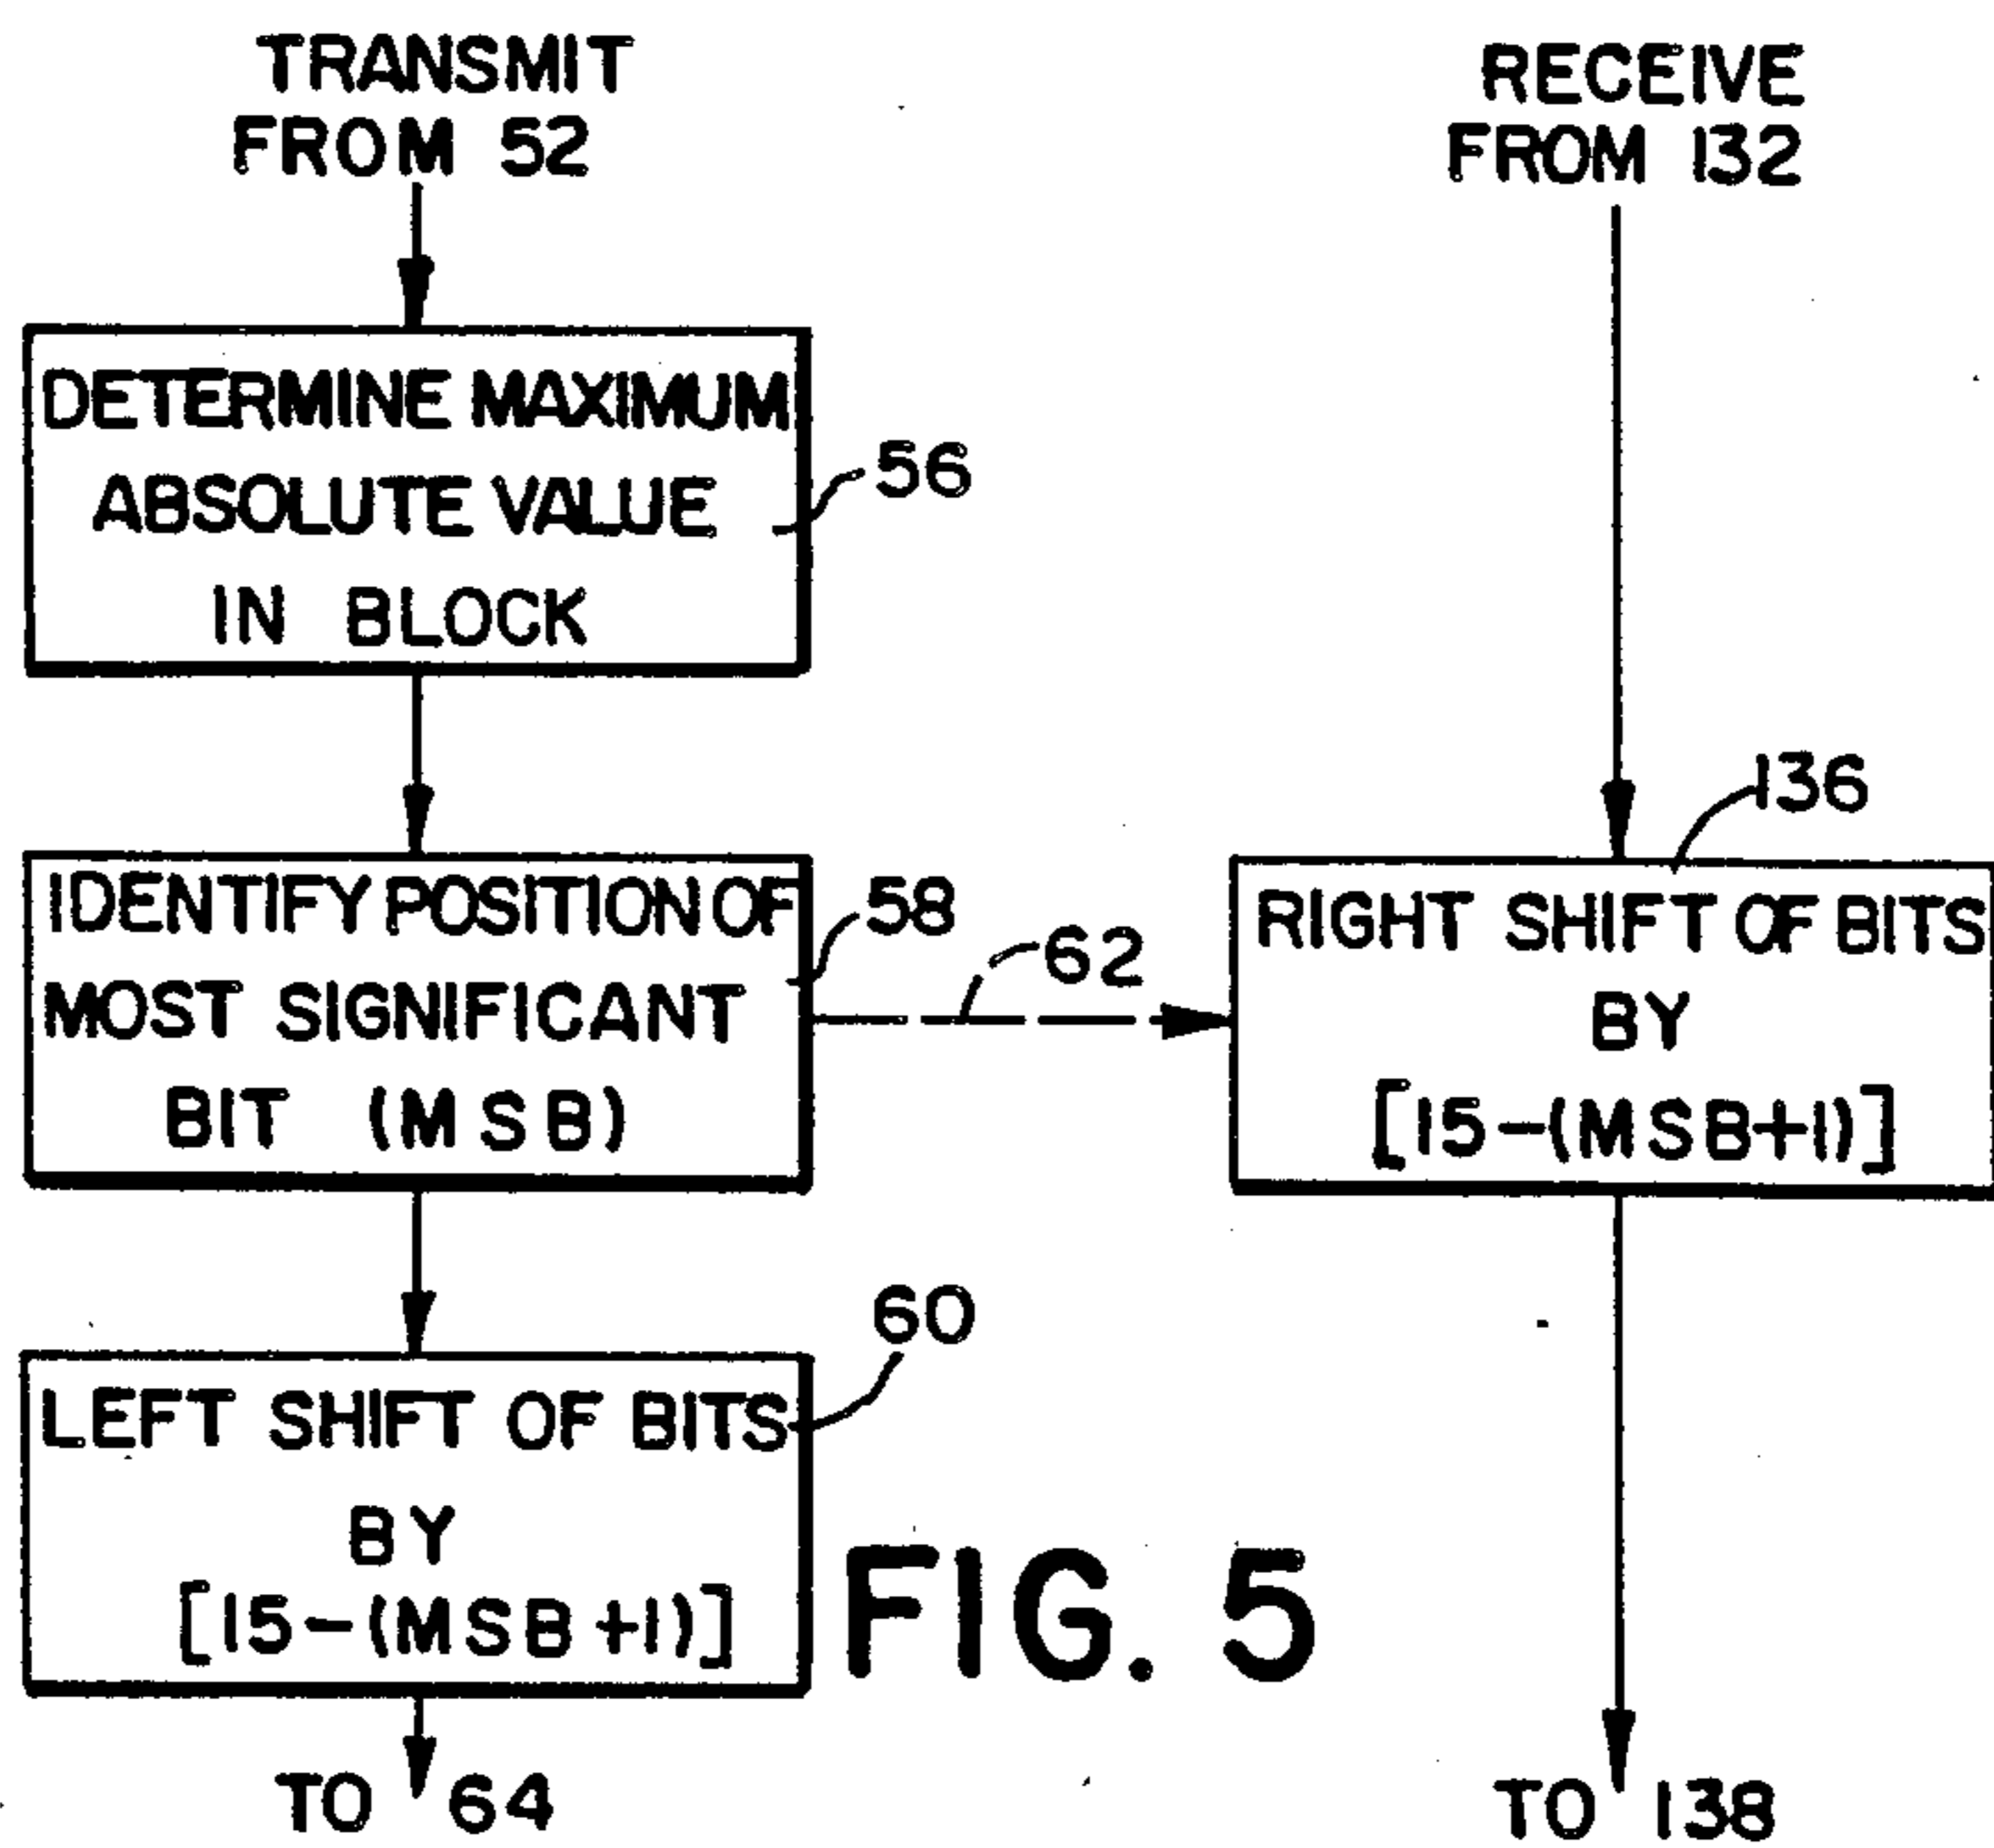 TRANSMIT
FROM 52
DETERMINE MAXIMUM
ABSOLUTE VALUE
IN BLOCK
56
IDENTIFY POSITION OF
MOST SIGNIFICANT
BIT (MSB)
58
62
LEFT SHIFT OF BITS
BY
[15-(MSB+1)]
60
TO 64
RECEIVE
FROM 132
136
RIGHT SHIFT OF BITS
BY
[15-(MSB+1)]
TO 138
FIG. 5